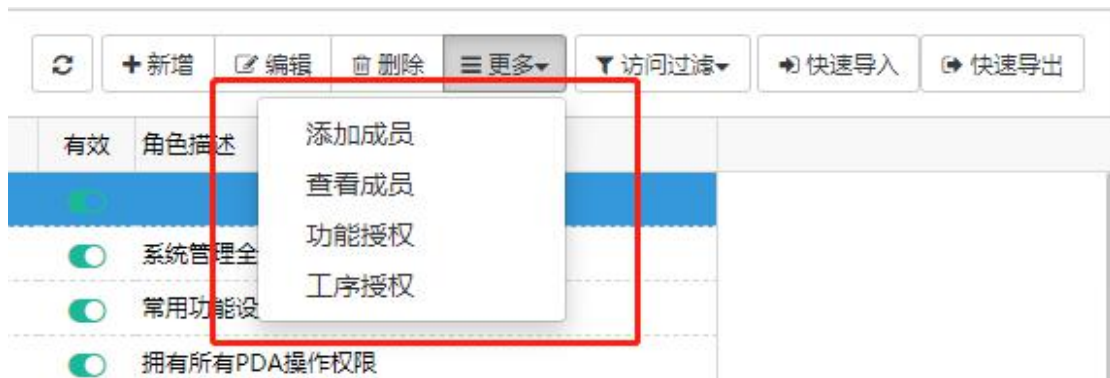 新增 编辑 删除 更多 访问过滤 快速导入 快速导出
有效 角色描述
添加成员
查看成员
功能授权
工序授权
系统管理全
常用功能设
拥有所有PDA操作权限